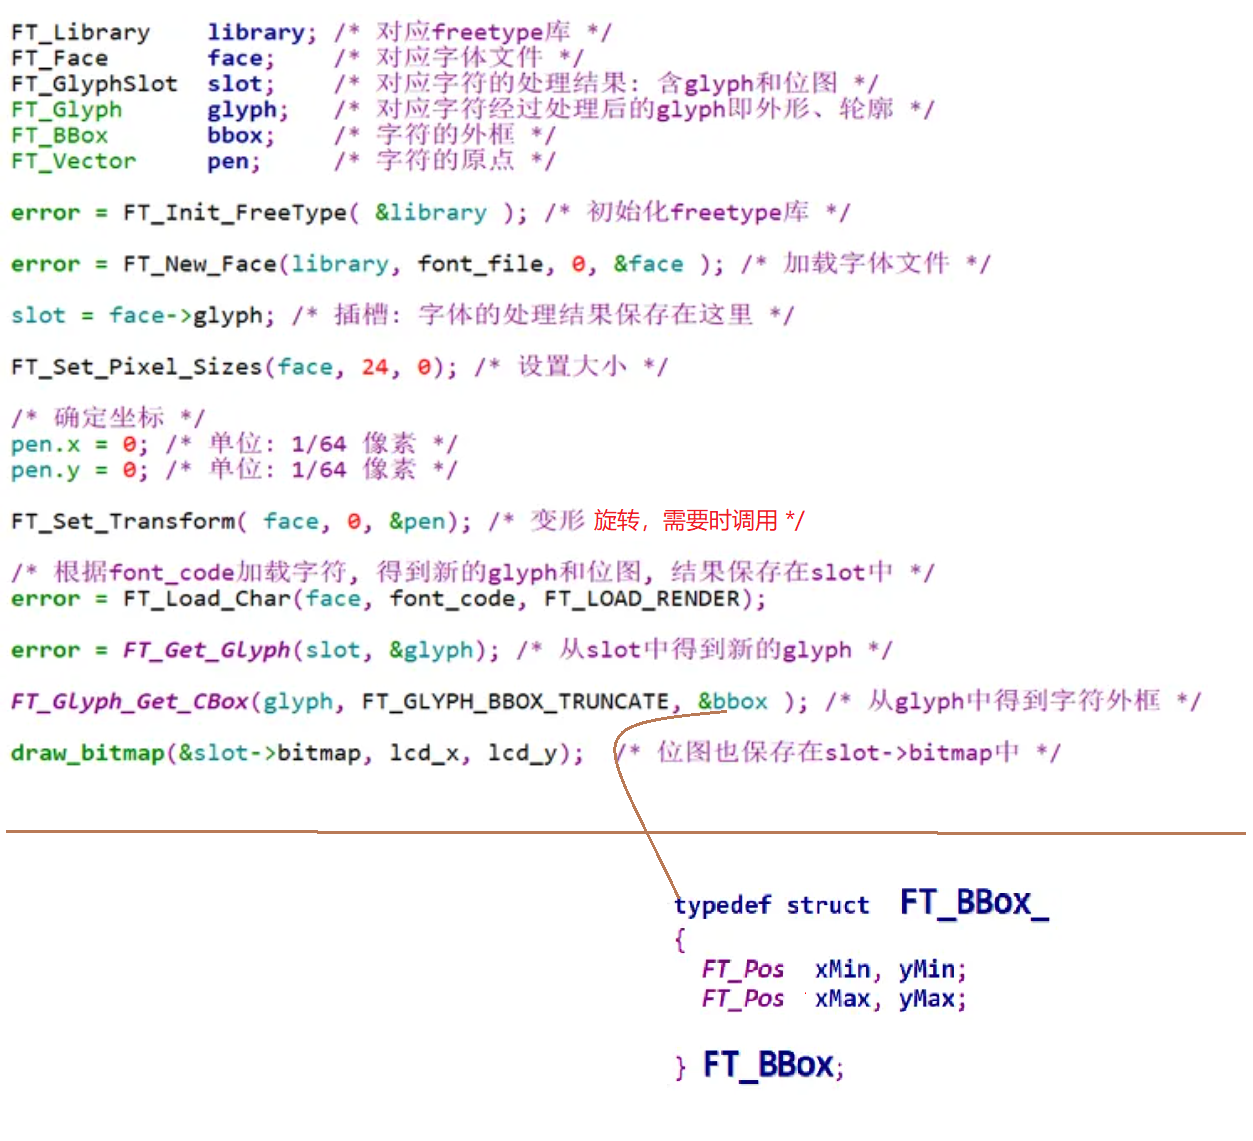 FT_Library    library; /* 对应freetype库 */
FT_Face       face;    /* 对应字体文件 */
FT_GlyphSlot  slot;    /* 对应字符的处理结果: 含glyph和位图 */
FT_Glyph      glyph;   /* 对应字符经过处理后的glyph即外形、轮廓 */
FT_BBox       bbox;    /* 字符的外框 */
FT_Vector     pen;     /* 字符的原点 */
error = FT_Init_FreeType( &library ); /* 初始化freetype库 */
error = FT_New_Face(library, font_file, 0, &face ); /* 加载字体文件 */
slot = face->glyph; /* 插槽: 字体的处理结果保存在这里 */
FT_Set_Pixel_Sizes(face, 24, 0); /* 设置大小 */
/* 确定坐标 */
pen.x = 0; /* 单位: 1/64 像素 */
pen.y = 0; /* 单位: 1/64 像素 */
FT_Set_Transform( face, 0, &pen); /* 变形 旋转，需要时调用 */
/* 根据font_code加载字符, 得到新的glyph和位图, 结果保存在slot中 */
error = FT_Load_Char(face, font_code, FT_LOAD_RENDER);
error = FT_Get_Glyph(slot, &glyph); /* 从slot中得到新的glyph */
FT_Glyph_Get_CBox(glyph, FT_GLYPH_BBOX_TRUNCATE, &bbox ); /* 从glyph中得到字符外框 */
draw_bitmap(&slot->bitmap, lcd_x, lcd_y);  /* 位图也保存在slot->bitmap中 */
typedef struct  FT_BBox_
{
  FT_Pos  xMin, yMin;
  FT_Pos  xMax, yMax;
} FT_BBox;